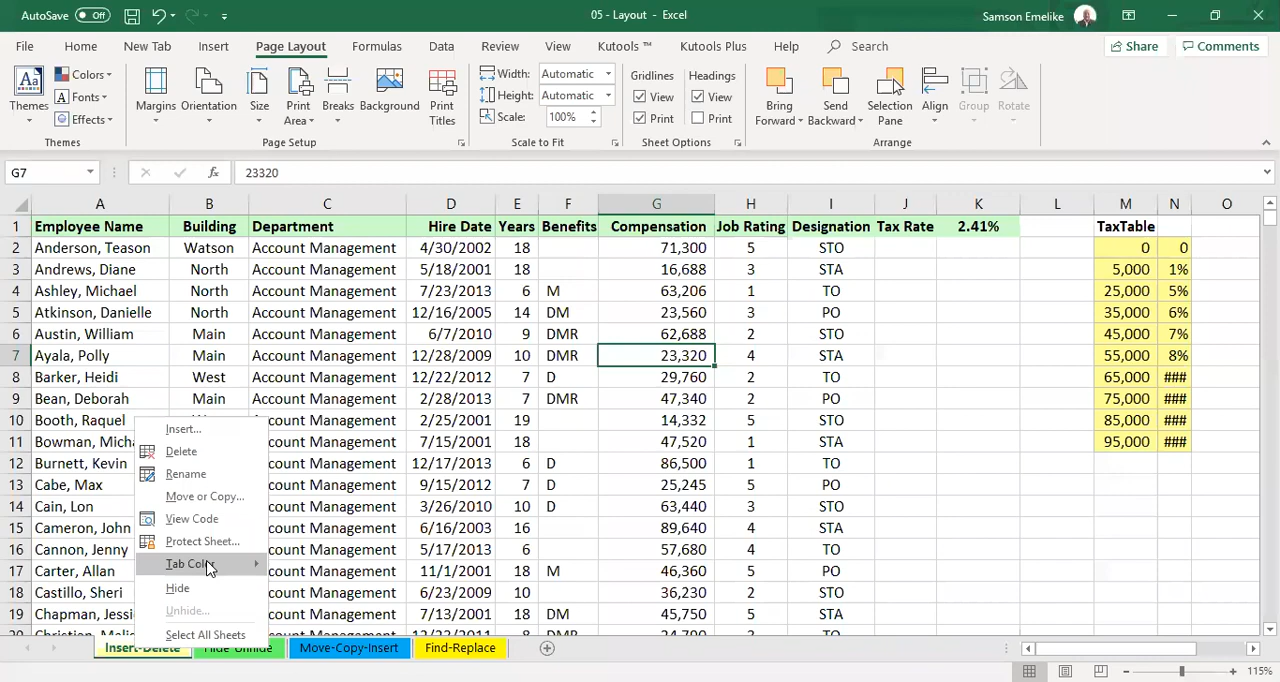 AutoSave Off 05 - Layout - Excel Samson Emelike
File Home New Tab Insert Page Layout Formulas Data Review View Kutools ™ Kutools Plus Help Search Share Comments
Themes Colors Fonts Effects Margins Orientation Size Print Area Breaks Background Print Titles Width: Automatic Height: Automatic Scale: 100% Gridlines View Print Headings View Print Bring Forward Send Backward Selection Pane Align Group Rotate
Themes Page Setup Scale to Fit Sheet Options Arrange
G7 fx 23320
A B C D E F G H I J K L M N O
1 Employee Name Building Department Hire Date Years Benefits Compensation Job Rating Designation Tax Rate 2.41% TaxTable
2 Anderson, Teason Watson Account Management 4/30/2002 18 71,300 5 STO 0 0
3 Andrews, Diane North Account Management 5/18/2001 18 16,688 3 STA 5,000 1%
4 Ashley, Michael North Account Management 7/23/2013 6 M 63,206 1 TO 25,000 5%
5 Atkinson, Danielle North Account Management 12/16/2005 14 DM 23,560 3 PO 35,000 6%
6 Austin, William Main Account Management 6/7/2010 9 DMR 62,688 2 STO 45,000 7%
7 Ayala, Polly Main Account Management 12/28/2009 10 DMR 23,320 4 STA 55,000 8%
8 Barker, Heidi West Account Management 12/22/2012 7 D 29,760 2 TO 65,000 ###
9 Bean, Deborah Main Account Management 2/28/2013 7 DMR 47,340 2 PO 75,000 ###
10 Booth, Raquel Account Management 2/25/2001 19 14,332 5 STO 85,000 ###
11 Bowman, Micha ccount Management 7/15/2001 18 47,520 1 STA 95,000 ###
12 Burnett, Kevin ccount Management 12/17/2013 6 D 86,500 1 TO
13 Cabe, Max ccount Management 9/15/2012 7 D 25,245 5 PO
14 Cain, Lon ccount Management 3/26/2010 10 D 63,440 3 STO
15 Cameron, John ccount Management 6/16/2003 16 89,640 4 STA
16 Cannon, Jenny ccount Management 5/17/2013 6 57,680 4 TO
17 Carter, Allan ccount Management 11/1/2001 18 M 46,360 5 PO
18 Castillo, Sheri ccount Management 6/23/2009 10 36,230 2 STO
19 Chapman, Jessi ccount Management 7/13/2001 18 DM 45,750 5 STA
Insert...
Delete
Rename
Move or Copy...
View Code
Protect Sheet...
Tab Color
Hide
Unhide...
Select All Sheets
Insert-Delete Hide-Unhide Move-Copy-Insert Find-Replace
115%